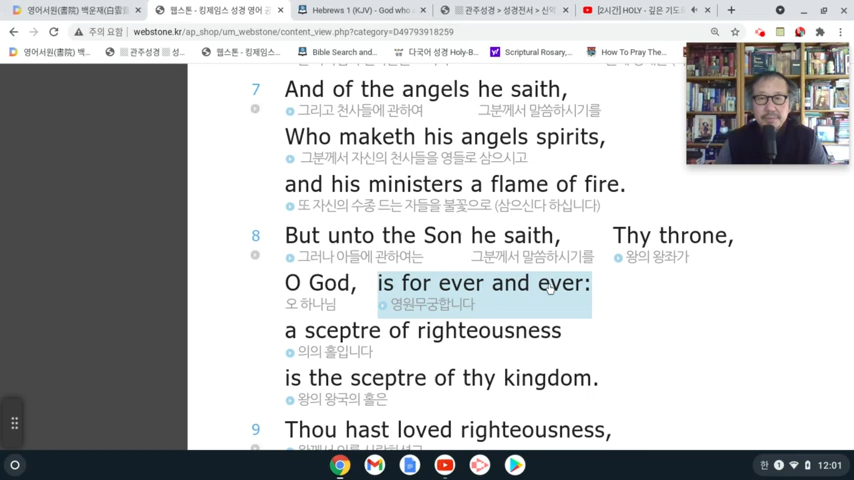 영어서원(書院) 백운재(白雲齋
웹스톤 - 킹제임스 성경 영어 공
Hebrews 1 (KJV) - God who a
관주성경 > 성경전서 > 신약
[2시간] HOLY - 깊은 기도
주의 요함
webstone.kr/ap_shop/um_webstone/content_view.php?category=D49793918259
영어서원(書院) 백...
관주성경 :: 성...
웹스톤 - 킹제임스...
Bible Search and...
다국어 성경 Holy-B...
Scriptural Rosary,...
How To Pray The...
7 And of the angels he saith,
그리고 천사들에 관하여 그분께서 말씀하시기를
Who maketh his angels spirits,
그분께서 자신의 천사들을 영들로 삼으시고
and his ministers a flame of fire.
또 자신의 수종 드는 자들을 불꽃으로 (삼으신다 하십니다)
8 But unto the Son he saith, Thy throne,
그러나 아들에 관하여는 그분께서 말씀하시기를 왕의 왕좌가
O God, is for ever and ever:
오 하나님 영원무궁합니다
a sceptre of righteousness
의의 홀입니다
is the sceptre of thy kingdom.
왕의 왕국의 홀은
9 Thou hast loved righteousness,
한 1 12:01